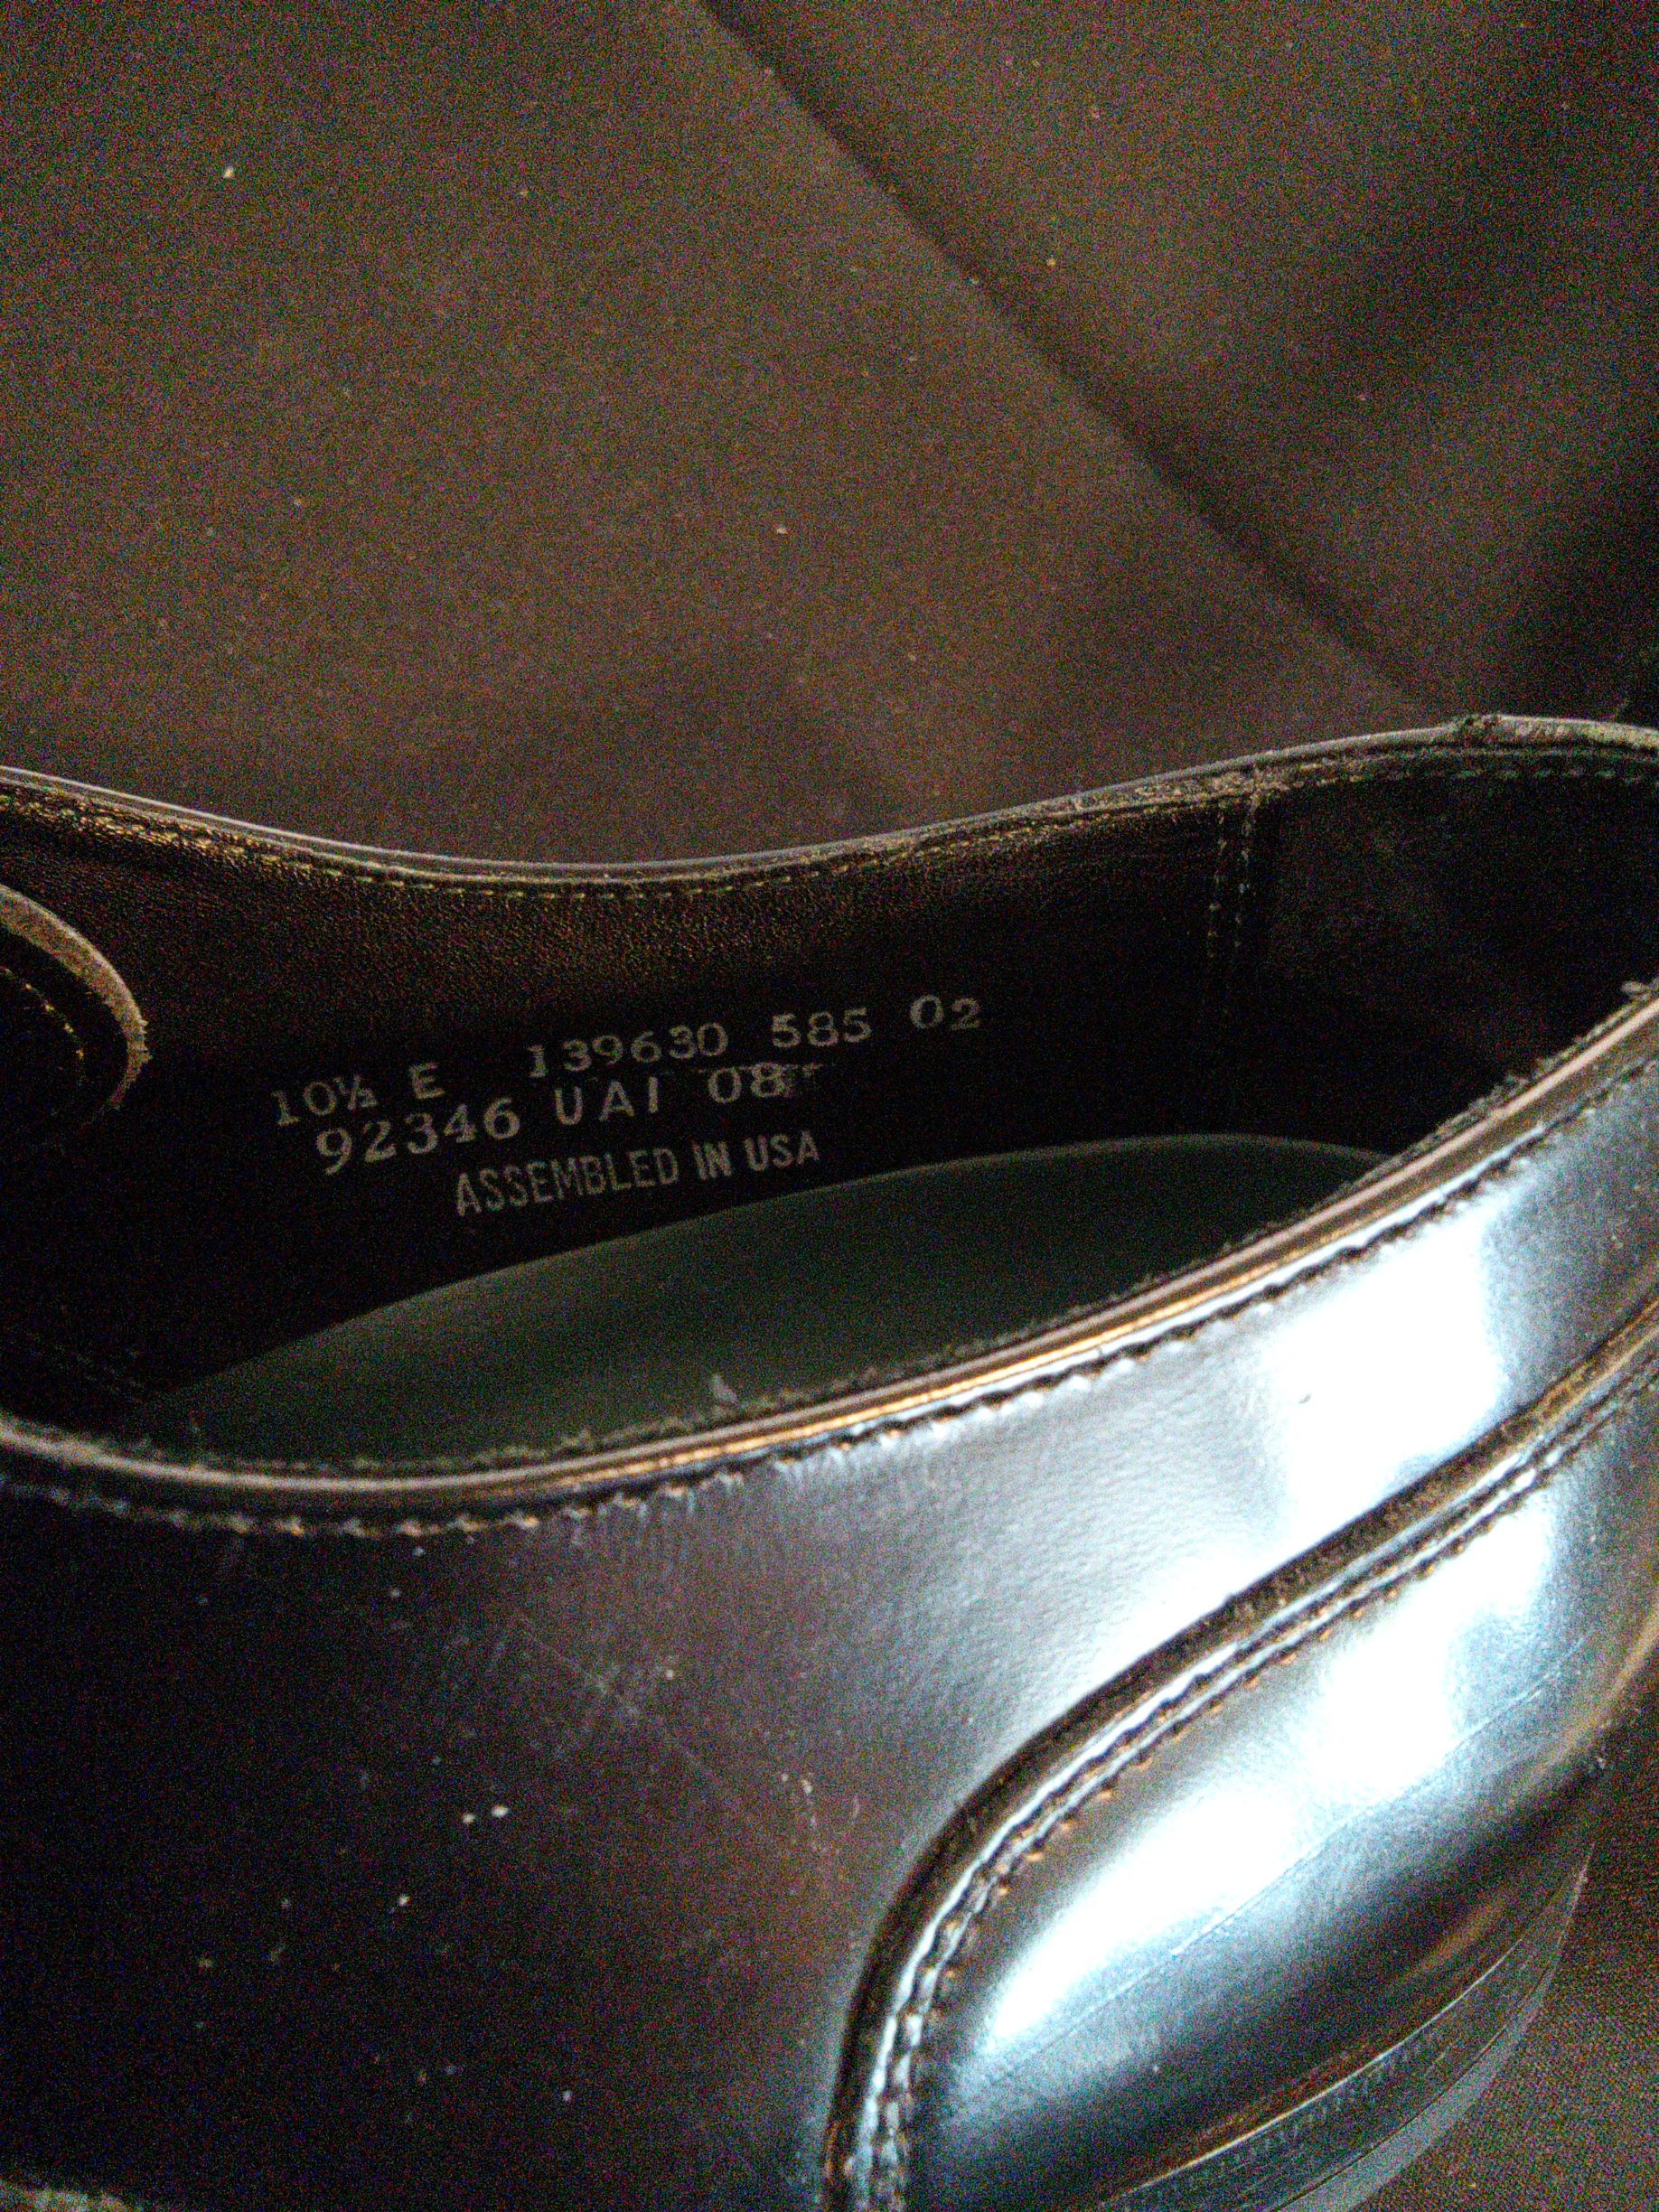 10½ E 139630 585 02
92346 UAI 08
ASSEMBLED IN USA